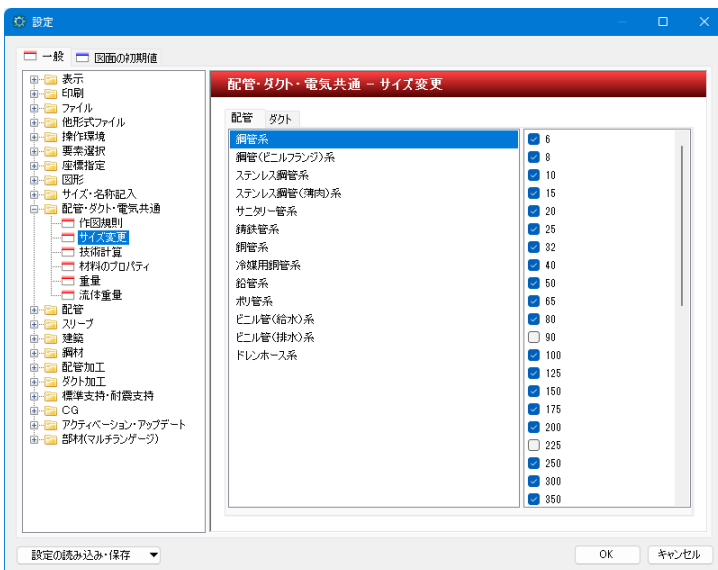 設定
一般
図面の初期値
表示
印刷
ファイル
他形式ファイル
操作環境
要素選択
座標指定
図形
サイズ・名称記入
配管・ダクト・電気共通
作図規則
サイズ変更
技術計算
材料のプロパティ
重量
流体重量
配管
スリーブ
建築
鋼材
配管加工
ダクト加工
標準支持・耐震支持
CG
アクティベーション・アップデート
部材(マルチランゲージ)
配管・ダクト・電気共通 － サイズ変更
配管
ダクト
鋼管系
鋼管(ビニルフランジ)系
ステンレス鋼管系
ステンレス鋼管(薄肉)系
サニタリー管系
鋳鉄管系
銅管系
冷媒用銅管系
鉛管系
ポリ管系
ビニル管(給水)系
ビニル管(排水)系
ドレンホース系
6
8
10
15
20
25
32
40
50
65
80
90
100
125
150
175
200
225
250
300
350
設定の読み込み・保存
OK
キャンセル